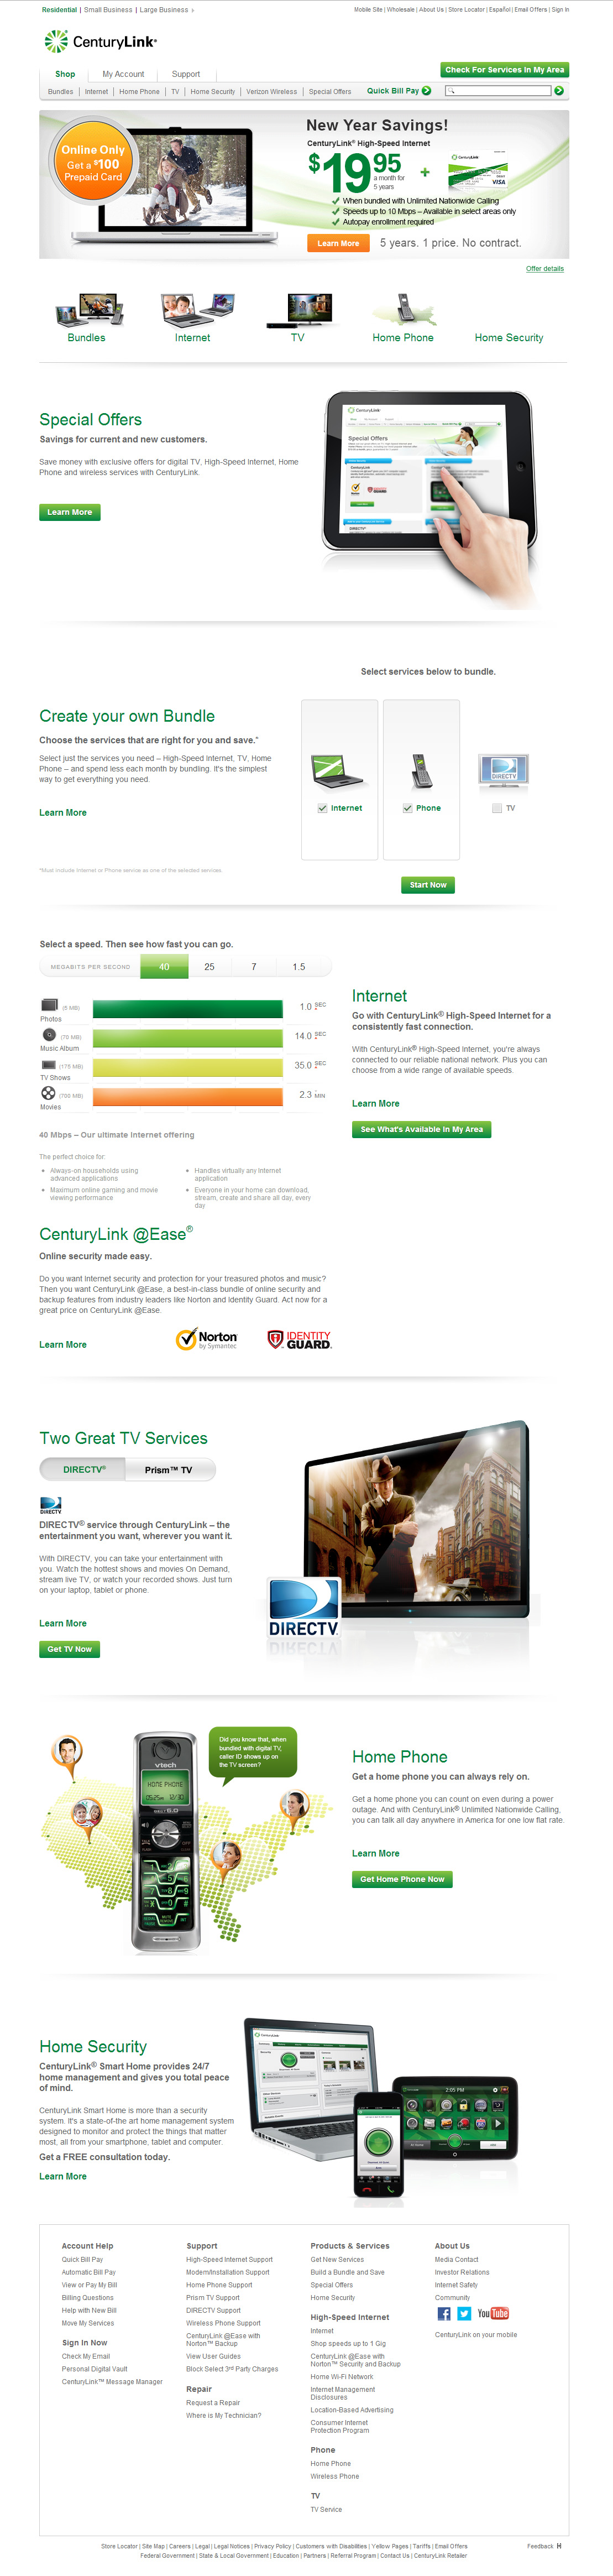 Residential | Small Business | Large Business ›
Mobile Site | Wholesale | About Us | Store Locator | Español | Email Offers | Sign In
CenturyLink®
Shop
My Account
Support
Check For Services In My Area
Bundles
Internet
Home Phone
TV
Home Security
Verizon Wireless
Special Offers
Quick Bill Pay
Online Only
Get a $100
Prepaid Card
New Year Savings!
CenturyLink® High-Speed Internet
$19.95
a month for
5 years
+
CenturyLink
VISA
When bundled with Unlimited Nationwide Calling
Speeds up to 10 Mbps – Available in select areas only
Autopay enrollment required
Learn More
5 years. 1 price. No contract.
Offer details
Bundles
Internet
TV
Home Phone
Home Security
Special Offers
Savings for current and new customers.
Save money with exclusive offers for digital TV, High-Speed Internet, Home
Phone and wireless services with CenturyLink.
Learn More
CenturyLink
Special Offers
Select services below to bundle.
Create your own Bundle
Choose the services that are right for you and save.*
Select just the services you need – High-Speed Internet, TV, Home
Phone – and spend less each month by bundling. It's the simplest
way to get everything you need.
Learn More
Internet
Phone
DIRECTV
TV
*Must include Internet or Phone service as one of the selected services.
Start Now
Select a speed. Then see how fast you can go.
MEGABITS PER SECOND
40
25
7
1.5
(5 MB)
Photos
1.0 SEC
(70 MB)
Music Album
14.0 SEC
(175 MB)
TV Shows
35.0 SEC
(700 MB)
Movies
2.3 MIN
40 Mbps – Our ultimate Internet offering
The perfect choice for:
Always-on households using
advanced applications
Maximum online gaming and movie
viewing performance
Handles virtually any Internet
application
Everyone in your home can download,
stream, create and share all day, every
day
Internet
Go with CenturyLink® High-Speed Internet for a
consistently fast connection.
With CenturyLink® High-Speed Internet, you're always
connected to our reliable national network. Plus you can
choose from a wide range of available speeds.
Learn More
See What's Available In My Area
CenturyLink @Ease®
Online security made easy.
Do you want Internet security and protection for your treasured photos and music?
Then you want CenturyLink @Ease, a best-in-class bundle of online security and
backup features from industry leaders like Norton and Identity Guard. Act now for a
great price on CenturyLink @Ease.
Learn More
Norton
by Symantec
IDENTITY
GUARD.
Two Great TV Services
DIRECTV®
Prism™ TV
DIRECTV
DIRECTV® service through CenturyLink – the
entertainment you want, wherever you want it.
With DIRECTV, you can take your entertainment with
you. Watch the hottest shows and movies On Demand,
stream live TV, or watch your recorded shows. Just turn
on your laptop, tablet or phone.
Learn More
Get TV Now
DIRECTV
Did you know that, when
bundled with digital TV,
caller ID shows up on
the TV screen?
vtech
HOME PHONE
Home Phone
Get a home phone you can always rely on.
Get a home phone you can count on even during a power
outage. And with CenturyLink® Unlimited Nationwide Calling,
you can talk all day anywhere in America for one low flat rate.
Learn More
Get Home Phone Now
Home Security
CenturyLink® Smart Home provides 24/7
home management and gives you total peace
of mind.
CenturyLink Smart Home is more than a security
system. It's a state-of-the art home management system
designed to monitor and protect the things that matter
most, all from your smartphone, tablet and computer.
Get a FREE consultation today.
Learn More
2:05 PM
Account Help
Quick Bill Pay
Automatic Bill Pay
View or Pay My Bill
Billing Questions
Help with New Bill
Move My Services
Sign In Now
Check My Email
Personal Digital Vault
CenturyLink™ Message Manager
Support
High-Speed Internet Support
Modem/Installation Support
Home Phone Support
Prism TV Support
DIRECTV Support
Wireless Phone Support
CenturyLink @Ease with
Norton™ Backup
View User Guides
Block Select 3rd Party Charges
Repair
Request a Repair
Where is My Technician?
Products & Services
Get New Services
Build a Bundle and Save
Special Offers
Home Security
High-Speed Internet
Internet
Shop speeds up to 1 Gig
CenturyLink @Ease with
Norton™ Security and Backup
Home Wi-Fi Network
Internet Management
Disclosures
Location-Based Advertising
Consumer Internet
Protection Program
Phone
Home Phone
Wireless Phone
TV
TV Service
About Us
Media Contact
Investor Relations
Internet Safety
Community
YouTube
CenturyLink on your mobile
Store Locator | Site Map | Careers | Legal | Legal Notices | Privacy Policy | Customers with Disabilities | Yellow Pages | Tariffs | Email Offers
Federal Government | State & Local Government | Education | Partners | Referral Program | Contact Us | CenturyLink Retailer
Feedback